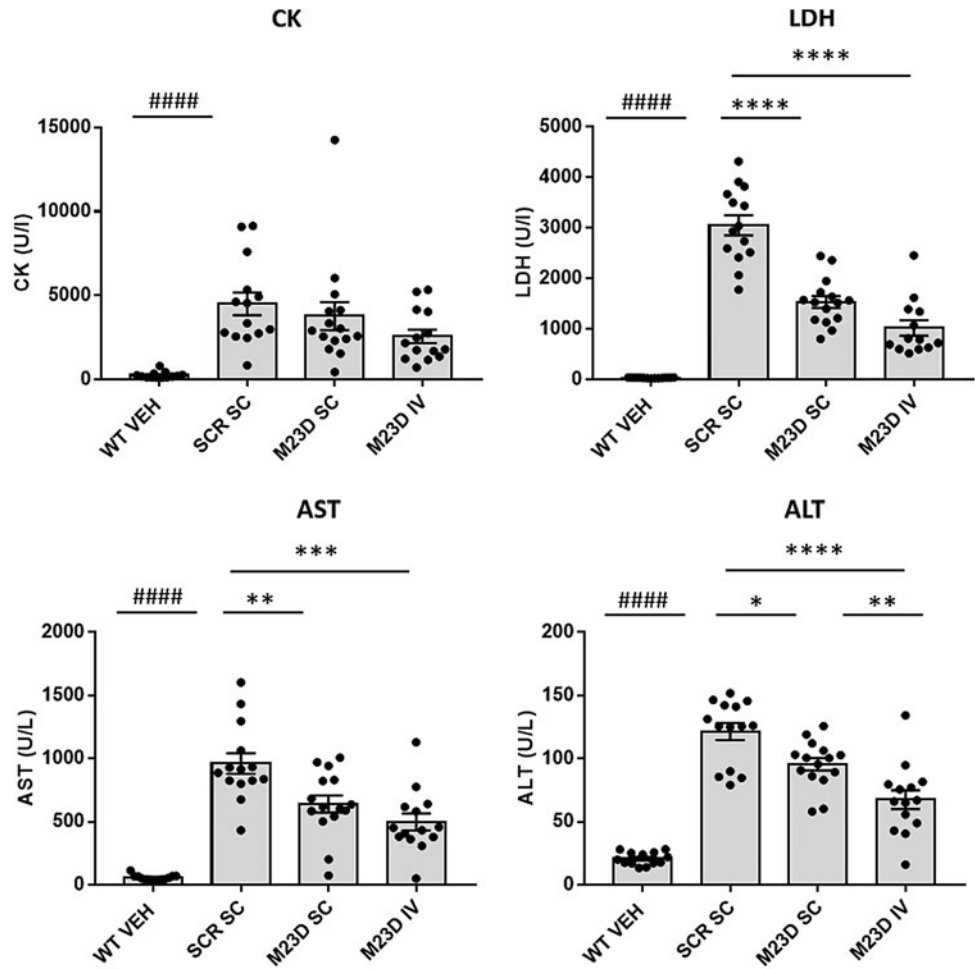 CK
####
15000
10000
5000
0
CK (U/l)
WT VEH
SCR SC
M23D SC
M23D IV
LDH
****
####
****
5000
4000
3000
2000
1000
0
LDH (U/l)
WT VEH
SCR SC
M23D SC
M23D IV
AST
***
####
**
2000
1500
1000
500
0
AST (U/L)
WT VEH
SCR SC
M23D SC
M23D IV
ALT
****
####
*
**
200
150
100
50
0
ALT (U/L)
WT VEH
SCR SC
M23D SC
M23D IV